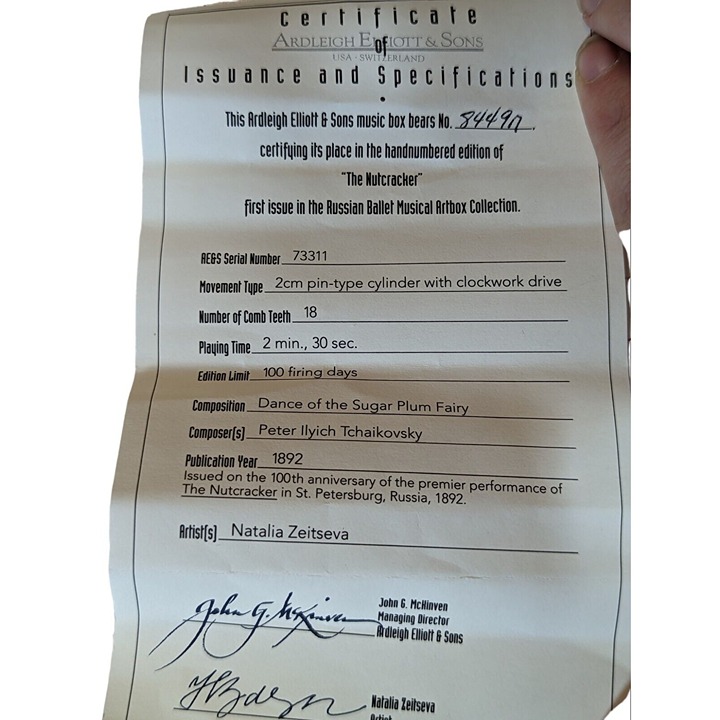 Certificate
ARDLEIGH ELLIOTT & SONS
of
USA · SWITZERLAND
Issuance and Specifications
This Ardleigh Elliott & Sons music box bears No. 8449n.
certifying its place in the handnumbered edition of
"The Nutcracker"
first issue in the Russian Ballet Musical Artbox Collection.
AE&S Serial Number 73311
Movement Type 2cm pin-type cylinder with clockwork drive
Number of Comb Teeth 18
Playing Time 2 min., 30 sec.
Edition Limit 100 firing days
Composition Dance of the Sugar Plum Fairy
Composer(s) Peter Ilyich Tchaikovsky
Publication Year 1892
Issued on the 100th anniversary of the premier performance of
The Nutcracker in St. Petersburg, Russia, 1892.
Artist(s) Natalia Zeitseva
John G. McKinven
John G. McKinven
Managing Director
Ardleigh Elliott & Sons
Natalia Zeitseva
Artist